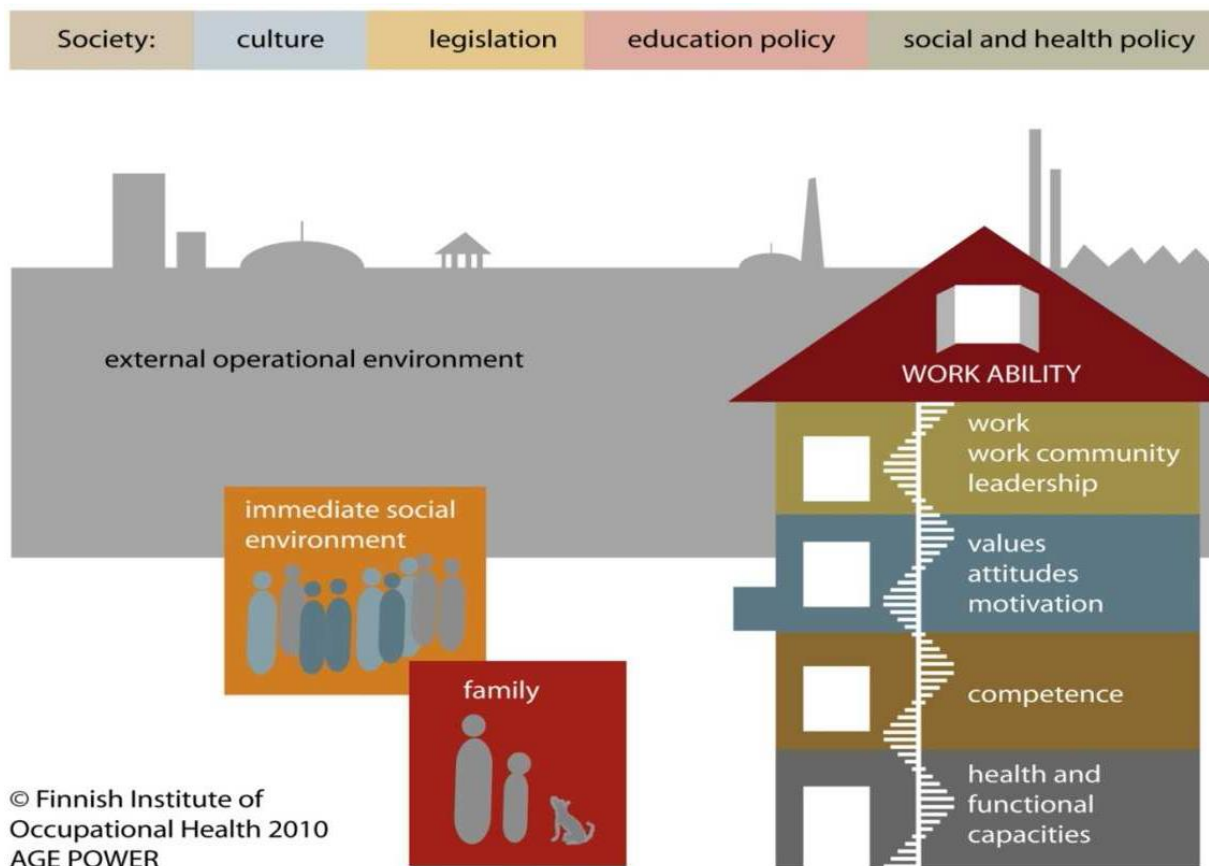 Society: culture legislation education policy social and health policy
external operational environment
WORK ABILITY
work
work community
leadership
values
attitudes
motivation
competence
health and
functional
capacities
immediate social
environment
family
© Finnish Institute of
Occupational Health 2010
AGE POWER